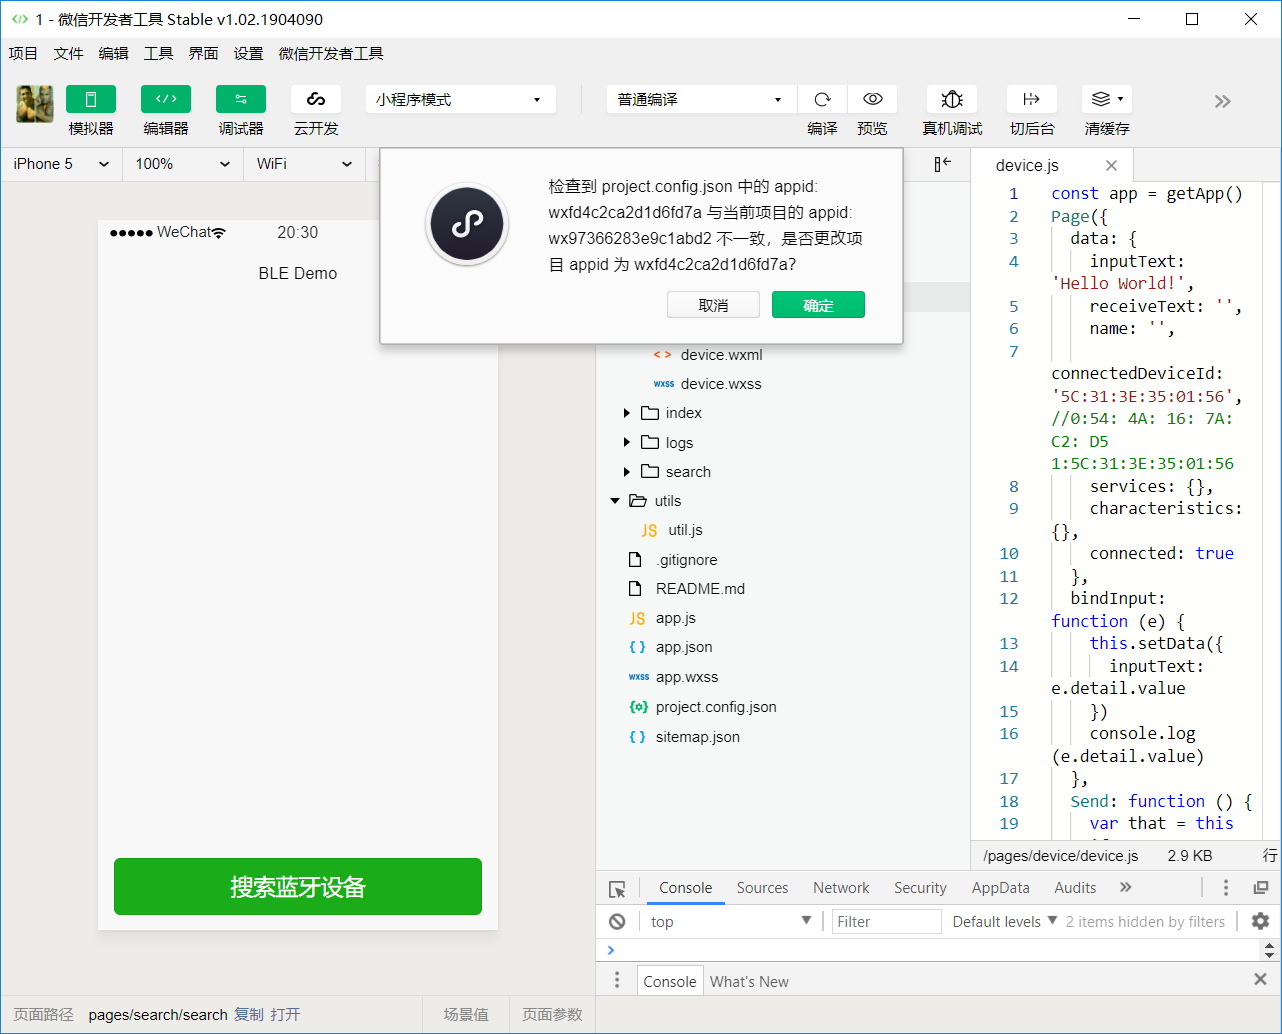 1 - 微信开发者工具 Stable v1.02.1904090
项目 文件 编辑 工具 界面 设置 微信开发者工具
小程序模式 普通编译
模拟器 编辑器 调试器 云开发 编译 预览 真机调试 切后台 清缓存
iPhone 5 100% WiFi
device.js
检查到 project.config.json 中的 appid:
wxfd4c2ca2d1d6fd7a 与当前项目的 appid:
wx97366283e9c1abd2 不一致，是否更改项
目 appid 为 wxfd4c2ca2d1d6fd7a？
取消 确定
WeChat 20:30
BLE Demo
搜索蓝牙设备
device.wxml
wxss device.wxss
index
logs
search
utils
JS util.js
.gitignore
README.md
JS app.js
{ } app.json
wxss app.wxss
project.config.json
{ } sitemap.json
1 const app = getApp()
2 Page({
3 data: {
4 inputText:
'Hello World!',
5 receiveText: '',
6 name: '',
7
connectedDeviceId:
'5C:31:3E:35:01:56',
//0:54: 4A: 16: 7A:
C2: D5
1:5C:31:3E:35:01:56
8 services: {},
9 characteristics:
{},
10 connected: true
11 },
12 bindInput:
function (e) {
13 this.setData({
14 inputText:
e.detail.value
15 })
16 console.log
(e.detail.value)
17 },
18 Send: function () {
19 var that = this
/pages/device/device.js 2.9 KB 行
Console Sources Network Security AppData Audits
top Filter Default levels 2 items hidden by filters
Console What's New
页面路径 pages/search/search 复制 打开 场景值 页面参数